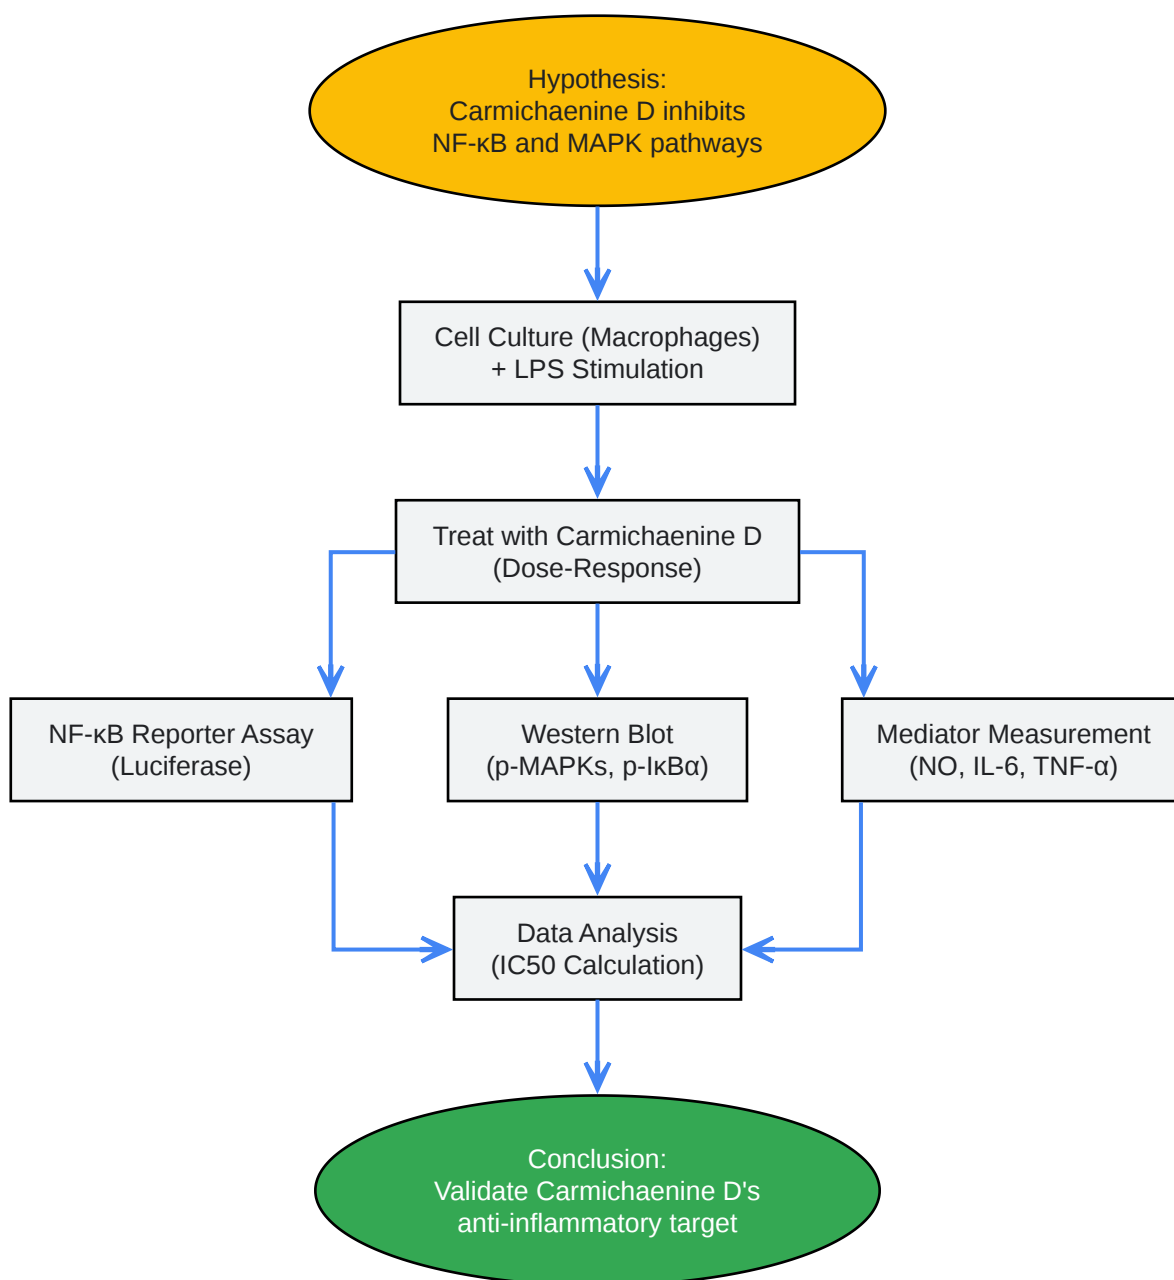 Hypothesis:
Carmichaenine D inhibits
NF-κB and MAPK pathways
Cell Culture (Macrophages)
+ LPS Stimulation
Treat with Carmichaenine D
(Dose-Response)
NF-κB Reporter Assay
(Luciferase)
Western Blot
(p-MAPKs, p-IκBα)
Mediator Measurement
(NO, IL-6, TNF-α)
Data Analysis
(IC50 Calculation)
Conclusion:
Validate Carmichaenine D's
anti-inflammatory target